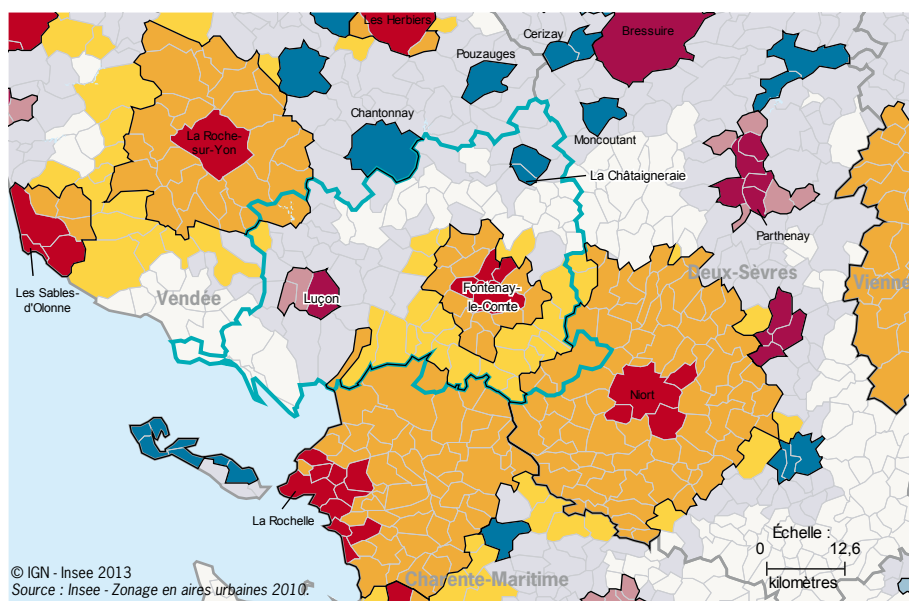 Les Herbiers
Cerizay
Bressuire
Pouzauges
Chantonnay
La Roche-
sur-Yon
Moncoutant
La Châtaigneraie
Parthenay
Deux-Sèvres
Vienne
Les Sables-
d'Olonne
Vendée
Luçon
Fontenay-
le-Comte
Niort
La Rochelle
Échelle :
0 12,6
kilomètres
Charente-Maritime
© IGN - Insee 2013
Source : Insee - Zonage en aires urbaines 2010.